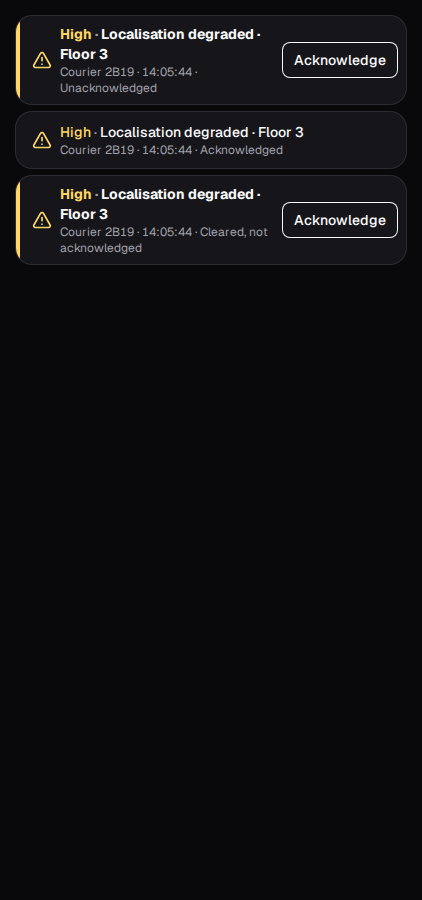 High · Localisation degraded ·
Floor 3
Courier 2B19 · 14:05:44 ·
Unacknowledged
Acknowledge
High · Localisation degraded · Floor 3
Courier 2B19 · 14:05:44 · Acknowledged
High · Localisation degraded ·
Floor 3
Courier 2B19 · 14:05:44 · Cleared, not
acknowledged
Acknowledge